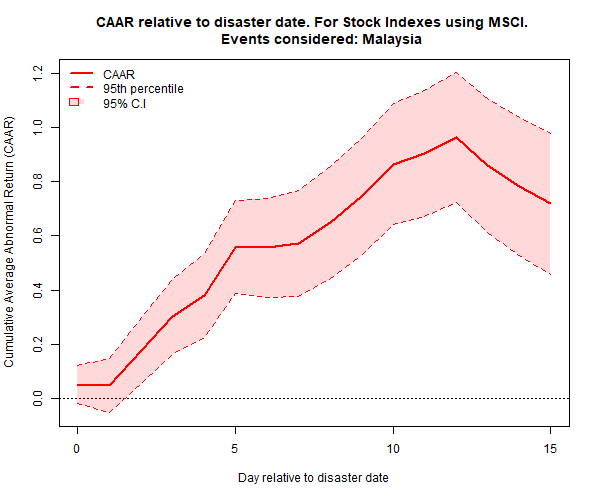 CAAR relative to disaster date. For Stock Indexes using MSCI.
Events considered: Malaysia
CAAR
95th percentile
95% C.I
Cumulative Average Abnormal Return (CAAR)
1.2
1.0
0.8
0.6
0.4
0.2
0.0
0 5 10 15
Day relative to disaster date